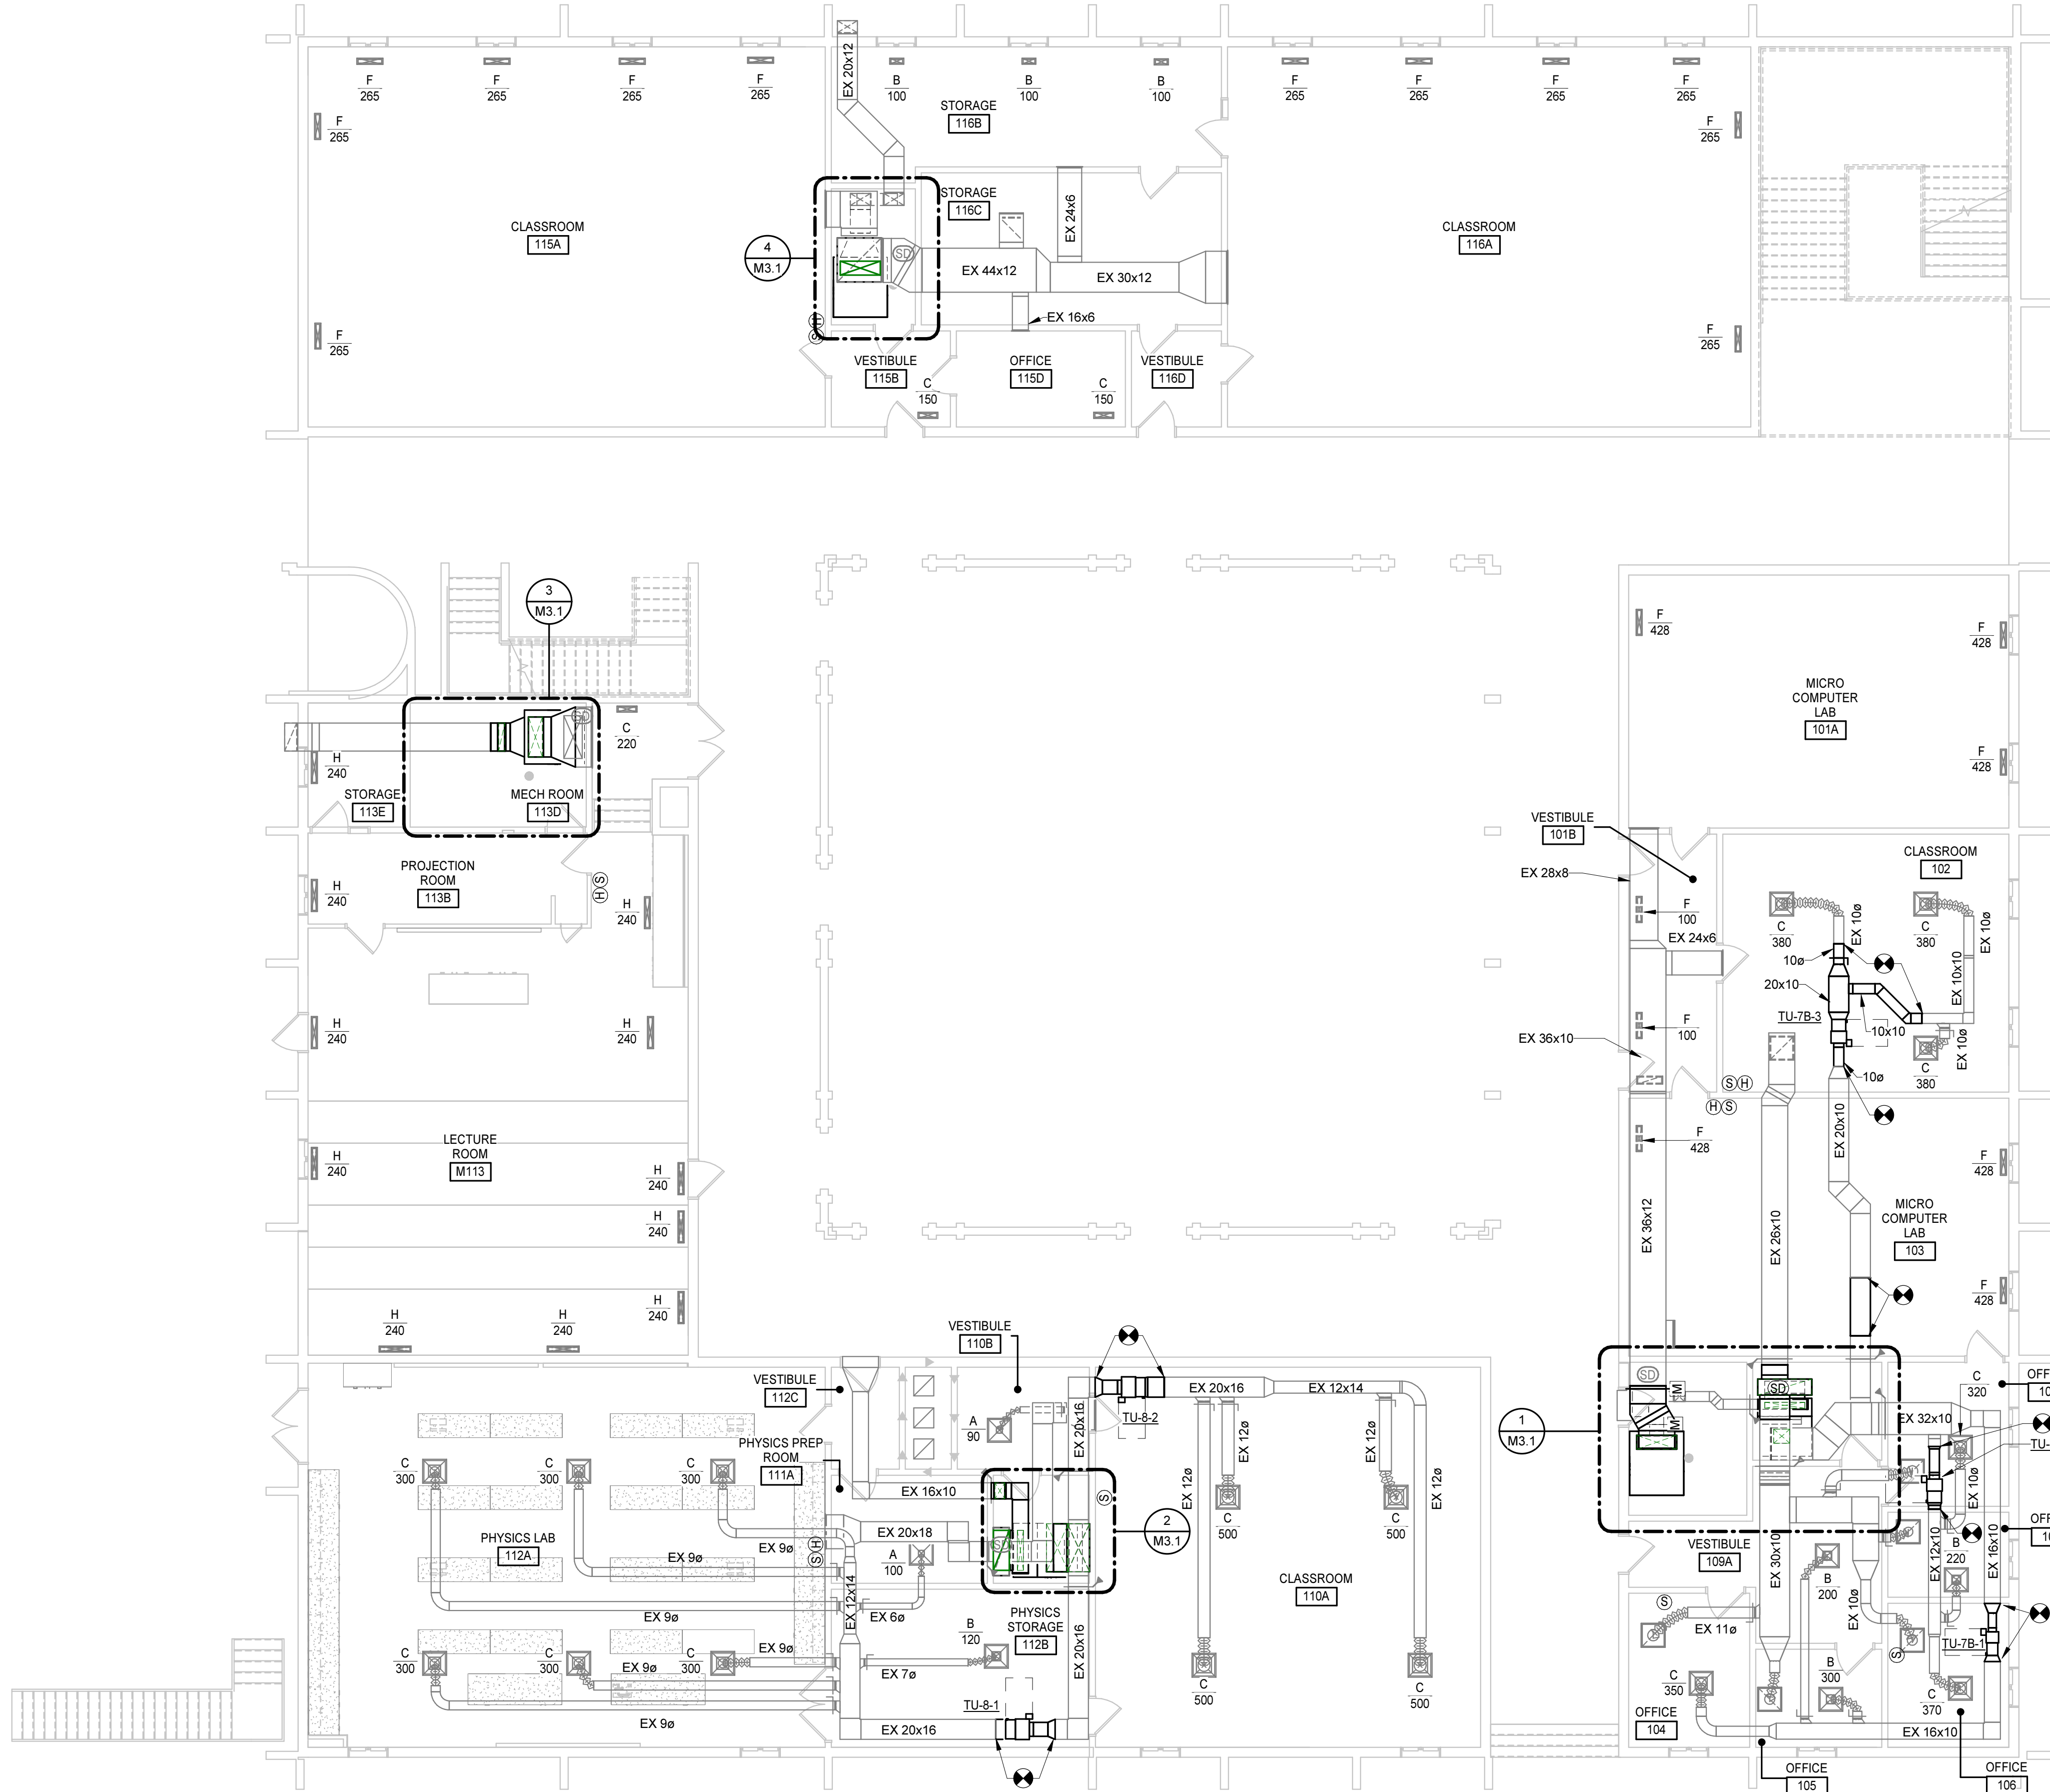 F
265
F
265
F
265
F
265
EX 20x12
B
100
B
100
B
100
F
265
F
265
F
265
F
265
F
265
STORAGE
116B
F
265
CLASSROOM
115A
STORAGE
116C
EX 24x6
CLASSROOM
116A
4
M3.1
SD
EX 44x12
EX 30x12
EX 16x6
F
265
H
S
F
265
VESTIBULE
115B
OFFICE
115D
VESTIBULE
116D
C
150
C
150
3
M3.1
F
428
F
428
MICRO
COMPUTER
LAB
101A
SD
C
220
H
240
F
428
STORAGE
113E
MECH ROOM
113D
VESTIBULE
101B
PROJECTION
ROOM
113B
H
240
H S
H
240
CLASSROOM
102
EX 28x8
F
100
EX 24x6
C
380
EX 10ø
C
380
EX 10ø
10ø
20x10
EX 10x10
TU-7B-3
10x10
H
240
H
240
F
100
EX 36x10
C
380
EX 10ø
10ø
S H
H S
LECTURE
ROOM
M113
H
240
H
240
F
428
EX 20x10
F
428
H
240
EX 36x12
EX 26x10
MICRO
COMPUTER
LAB
103
H
240
H
240
H
240
F
428
VESTIBULE
110B
VESTIBULE
112C
EX 20x16
EX 12x14
TU-8-2
A
90
EX 20x16
EX 12ø
EX 12ø
SD
M
SD
M
C
320
OFF
10
1
M3.1
EX 32x10
TU-
PHYSICS PREP
ROOM
111A
C
300
C
300
C
300
EX 16x10
S
EX 12ø
EX 12ø
EX 10ø
C
500
C
500
2
M3.1
PHYSICS LAB
112A
EX 20x18
SD
EX 9ø
H
S
A
100
EX 9ø
EX 12x14
EX 9ø
EX 6ø
CLASSROOM
110A
VESTIBULE
109A
EX 30x10
EX 12x10
EX 16x10
OFF
10
B
220
B
200
EX 10ø
S
EX 11ø
PHYSICS
STORAGE
112B
B
120
EX 20x16
C
300
C
300
C
300
EX 9ø
EX 9ø
EX 7ø
EX 9ø
TU-8-1
EX 20x16
C
500
C
500
TU-7B-1
S
B
300
C
350
C
370
OFFICE
104
EX 16x10
OFFICE
105
OFFICE
106